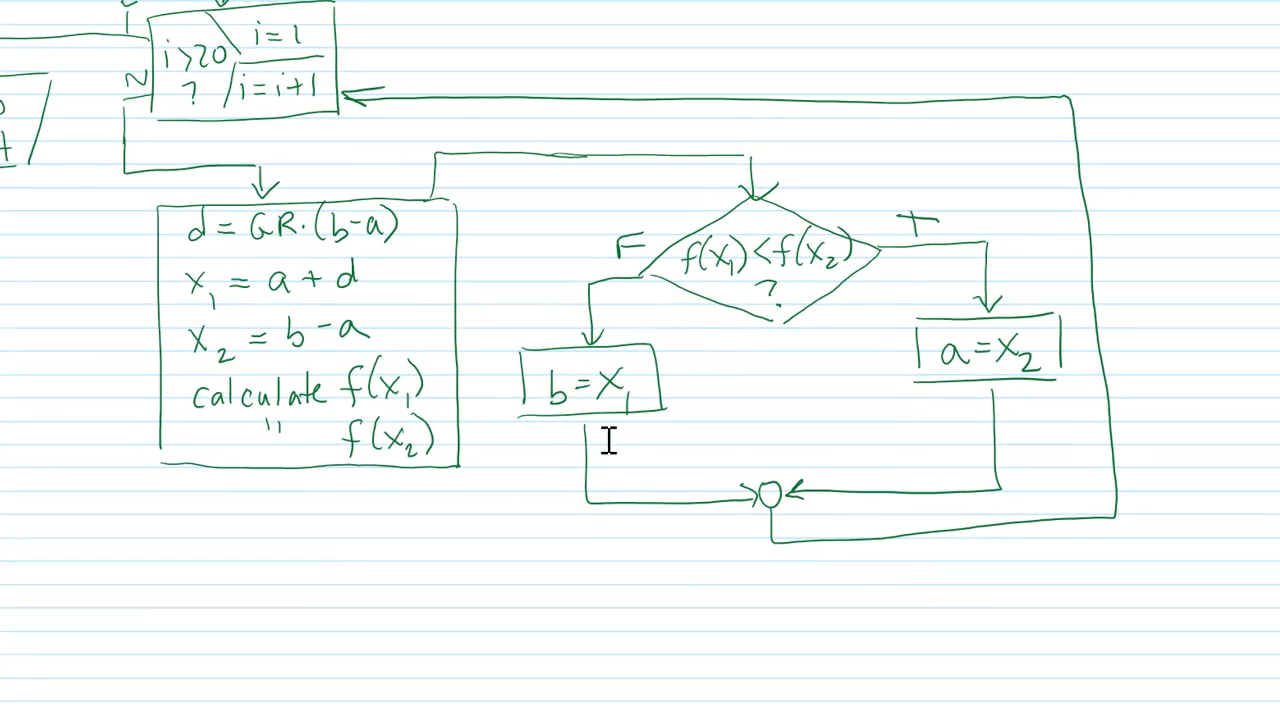 i>20
?
i=1
i=i+1
N
d = GR·(b-a)
x₁ = a + d
x₂ = b - a
calculate f(x₁)
" f(x₂)
F
f(x₁)<f(x₂)
?
T
b=x₁
a=x₂